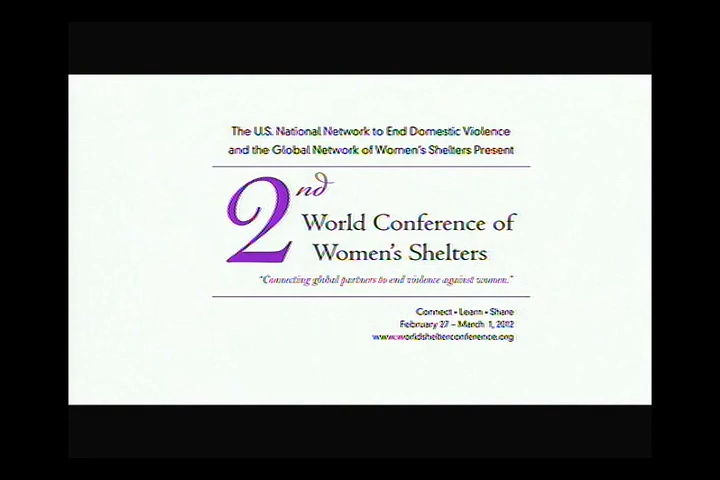 The U.S. National Network to End Domestic Violence
and the Global Network of Women's Shelters Present
2nd
World Conference of
Women's Shelters
"Connecting global partners to end violence against women."
Connect • Learn • Share
February 27 – March 1, 2012
www.worldshelterconference.org